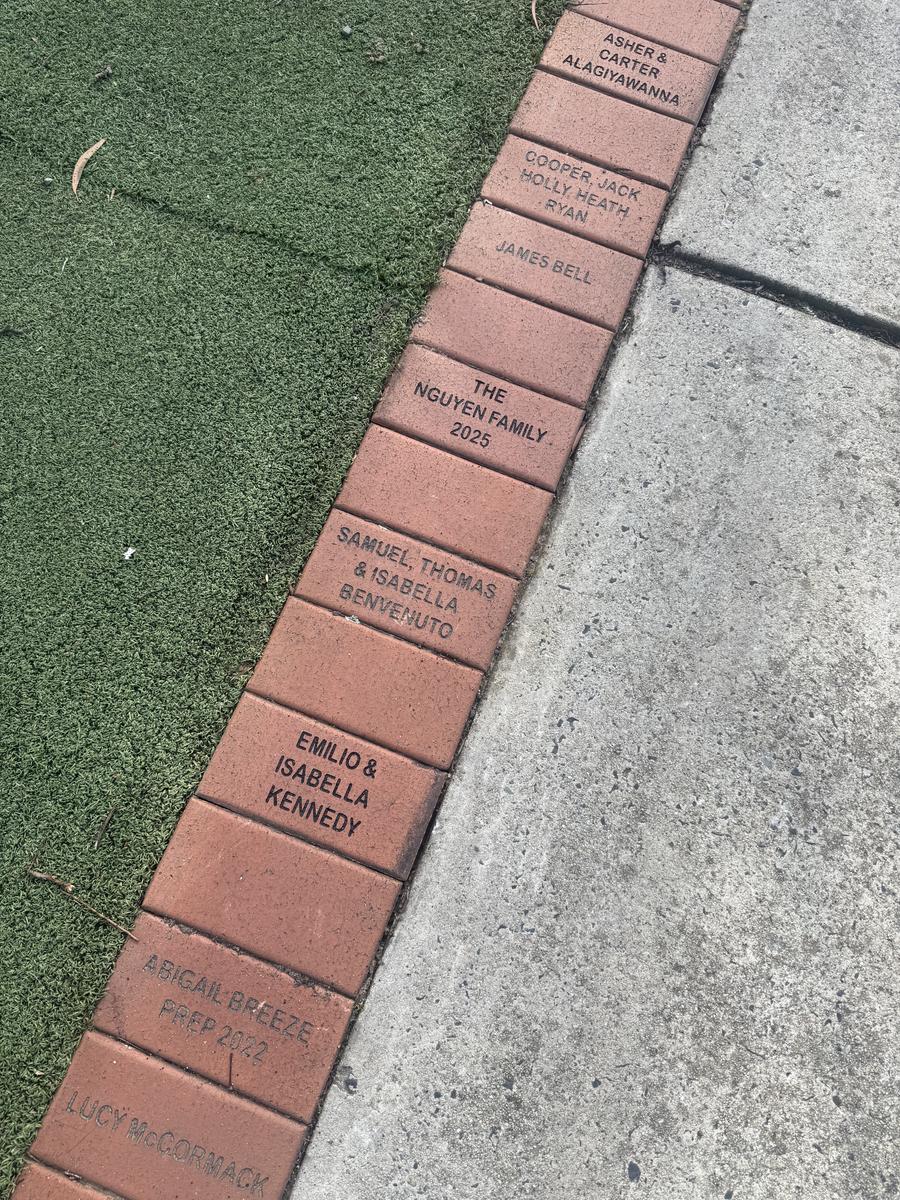 ASHER &
CARTER
ALAGIYAWANNA
COOPER, JACK
HOLLY, HEATH
RYAN
JAMES BELL
THE
NGUYEN FAMILY
2025
SAMUEL, THOMAS
& ISABELLA
BENVENUTO
EMILIO &
ISABELLA
KENNEDY
ABIGAIL BREEZE
PREP 2022
LUCY McCORMACK